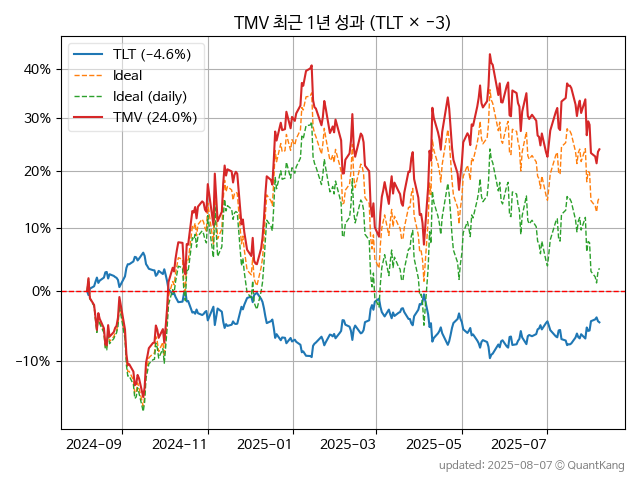 TMV 최근 1년 성과 (TLT × -3)
TLT (-4.6%)
Ideal
Ideal (daily)
TMV (24.0%)
40%
30%
20%
10%
0%
-10%
2024-09
2024-11
2025-01
2025-03
2025-05
2025-07
updated: 2025-08-07 © QuantKang